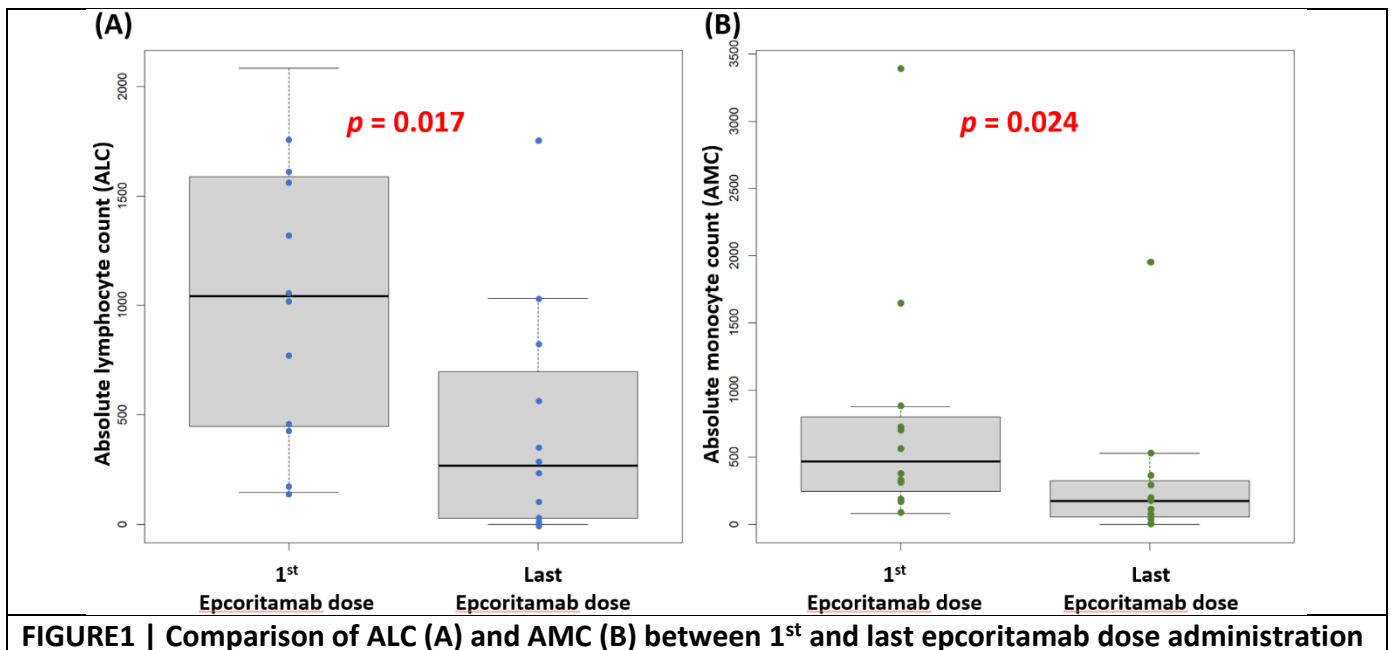 (A)
Absolute lymphocyte count (ALC)
2000
1500
1000
500
0
p = 0.017
1st
Epcoritamab dose
Last
Epcoritamab dose
(B)
Absolute monocyte count (AMC)
3500
3000
2500
2000
1500
1000
500
0
p = 0.024
1st
Epcoritamab dose
Last
Epcoritamab dose
FIGURE1 | Comparison of ALC (A) and AMC (B) between 1st and last epcoritamab dose administration